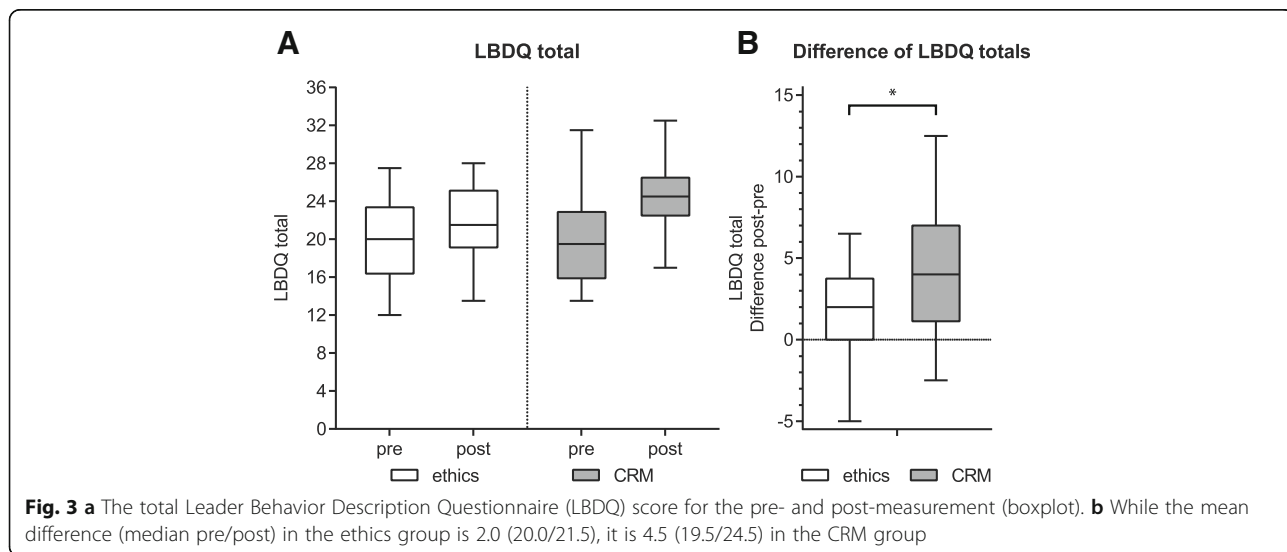 A
LBDQ total
36
32
28
24
20
16
12
8
4
0
LBDQ total
pre
post
pre
post
ethics
CRM
B
Difference of LBDQ totals
15
10
5
0
-5
LBDQ total
Difference post-pre
*
ethics
CRM
Fig. 3 a The total Leader Behavior Description Questionnaire (LBDQ) score for the pre- and post-measurement (boxplot). b While the mean
difference (median pre/post) in the ethics group is 2.0 (20.0/21.5), it is 4.5 (19.5/24.5) in the CRM group